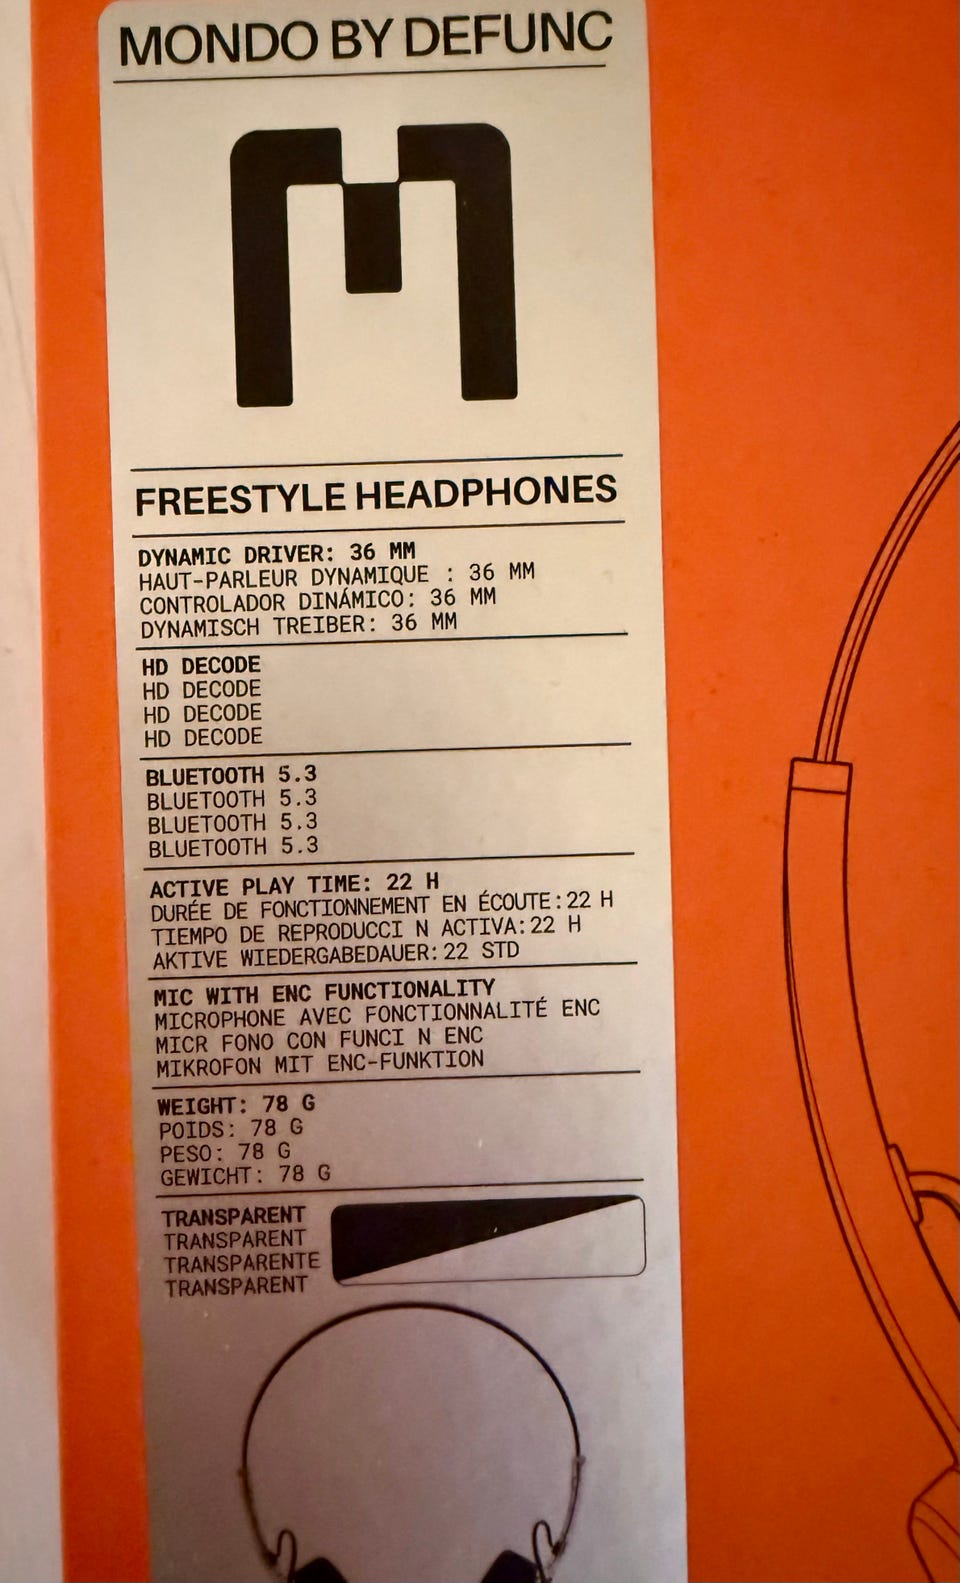 MONDO BY DEFUNC
M
FREESTYLE HEADPHONES
DYNAMIC DRIVER: 36 MM
HAUT-PARLEUR DYNAMIQUE : 36 MM
CONTROLADOR DINÁMICO: 36 MM
DYNAMISCH TREIBER: 36 MM
HD DECODE
HD DECODE
HD DECODE
HD DECODE
BLUETOOTH 5.3
BLUETOOTH 5.3
BLUETOOTH 5.3
BLUETOOTH 5.3
ACTIVE PLAY TIME: 22 H
DURÉE DE FONCTIONNEMENT EN ÉCOUTE:22 H
TIEMPO DE REPRODUCCI N ACTIVA:22 H
AKTIVE WIEDERGABEDAUER:22 STD
MIC WITH ENC FUNCTIONALITY
MICROPHONE AVEC FONCTIONNALITÉ ENC
MICR FONO CON FUNCI N ENC
MIKROFON MIT ENC-FUNKTION
WEIGHT: 78 G
POIDS: 78 G
PESO: 78 G
GEWICHT: 78 G
TRANSPARENT
TRANSPARENT
TRANSPARENTE
TRANSPARENT